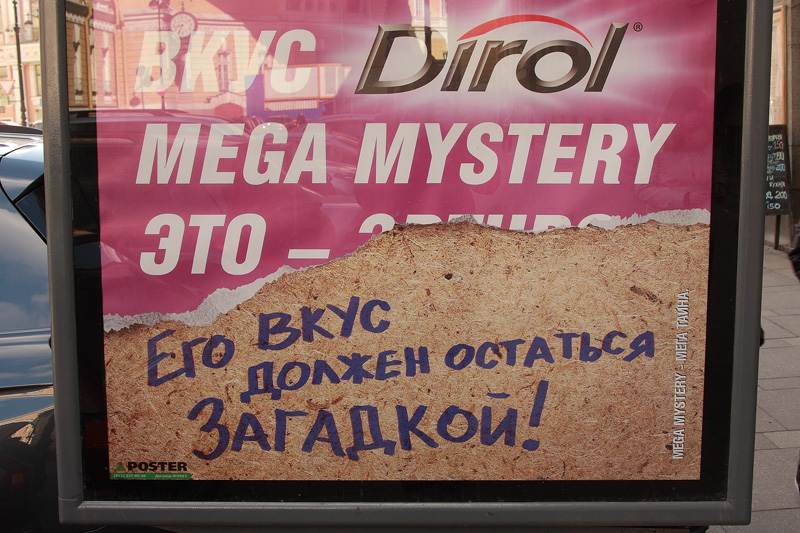 ВКУС Dirol®
MEGA MYSTERY
ЭТО –
Его вкус
должен остаться
Загадкой!
MEGA MYSTERY - МЕГА ТАЙНА.
POSTER